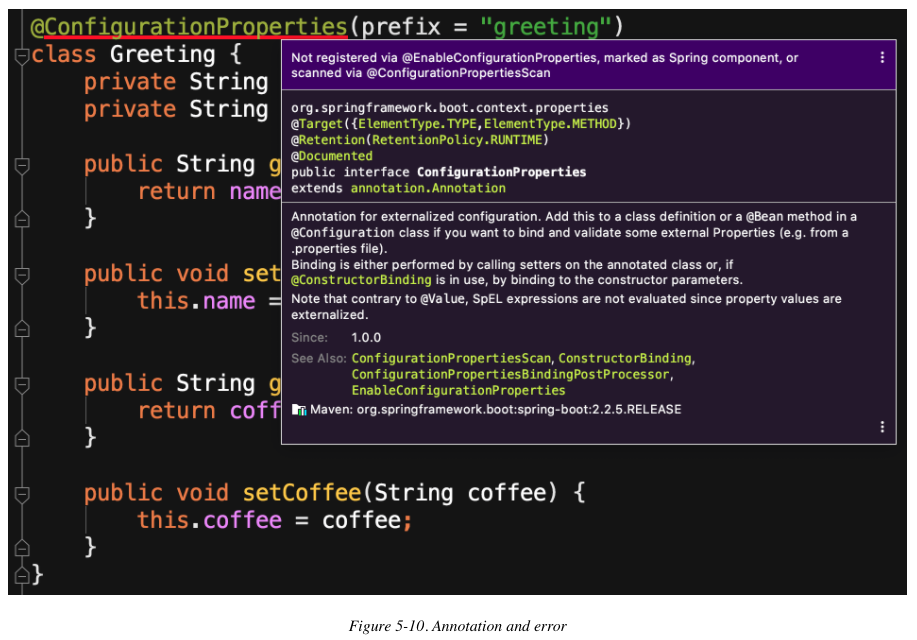 @ConfigurationProperties(prefix = "greeting")
class Greeting {
Not registered via @EnableConfigurationProperties, marked as Spring component, or
scanned via @ConfigurationPropertiesScan
private String
private String
org.springframework.boot.context.properties
@Target({ElementType.TYPE,ElementType.METHOD})
@Retention(RetentionPolicy.RUNTIME)
@Documented
public interface ConfigurationProperties
extends annotation.Annotation
public String g
return name
}
Annotation for externalized configuration. Add this to a class definition or a @Bean method in a
@Configuration class if you want to bind and validate some external Properties (e.g. from a
.properties file).
Binding is either performed by calling setters on the annotated class or, if
@ConstructorBinding is in use, by binding to the constructor parameters.
Note that contrary to @Value, SpEL expressions are not evaluated since property values are
externalized.
public void set
this.name =
}
Since: 1.0.0
See Also: ConfigurationPropertiesScan, ConstructorBinding,
ConfigurationPropertiesBindingPostProcessor,
EnableConfigurationProperties
Maven: org.springframework.boot:spring-boot:2.2.5.RELEASE
public String g
return coff
}
public void setCoffee(String coffee) {
this.coffee = coffee;
}
}
Figure 5-10. Annotation and error